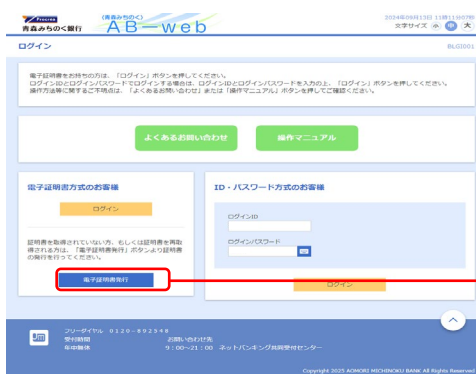 Procrea
青森みちのく銀行
(青森みちのく)
AB－web
2024年09月13日 11時11分07秒
文字サイズ 小 中 大
ログイン
BLGI001
電子証明書をお持ちの方は、「ログイン」ボタンを押してください。
ログインIDとログインパスワードでログインする場合は、ログインIDとログインパスワードを入力の上、「ログイン」ボタンを押してください。
操作方法等に関するご不明点は、「よくあるお問い合わせ」または「操作マニュアル」ボタンを押してご確認ください。
よくあるお問い合わせ
操作マニュアル
電子証明書方式のお客様
ログイン
証明書を取得されていない方、もしくは証明書を再取
得される方は、「電子証明書発行」ボタンより証明書
の発行を行ってください。
電子証明書発行
ID・パスワード方式のお客様
ログインID
ログインパスワード
ログイン
フリーダイヤル 0120-892548
受付時間 お問い合わせ先
年中無休 9：00～21：00 ネットバンキング共同受付センター
Copyright 2025 AOMORI MICHINOKU BANK All Rights Reserved